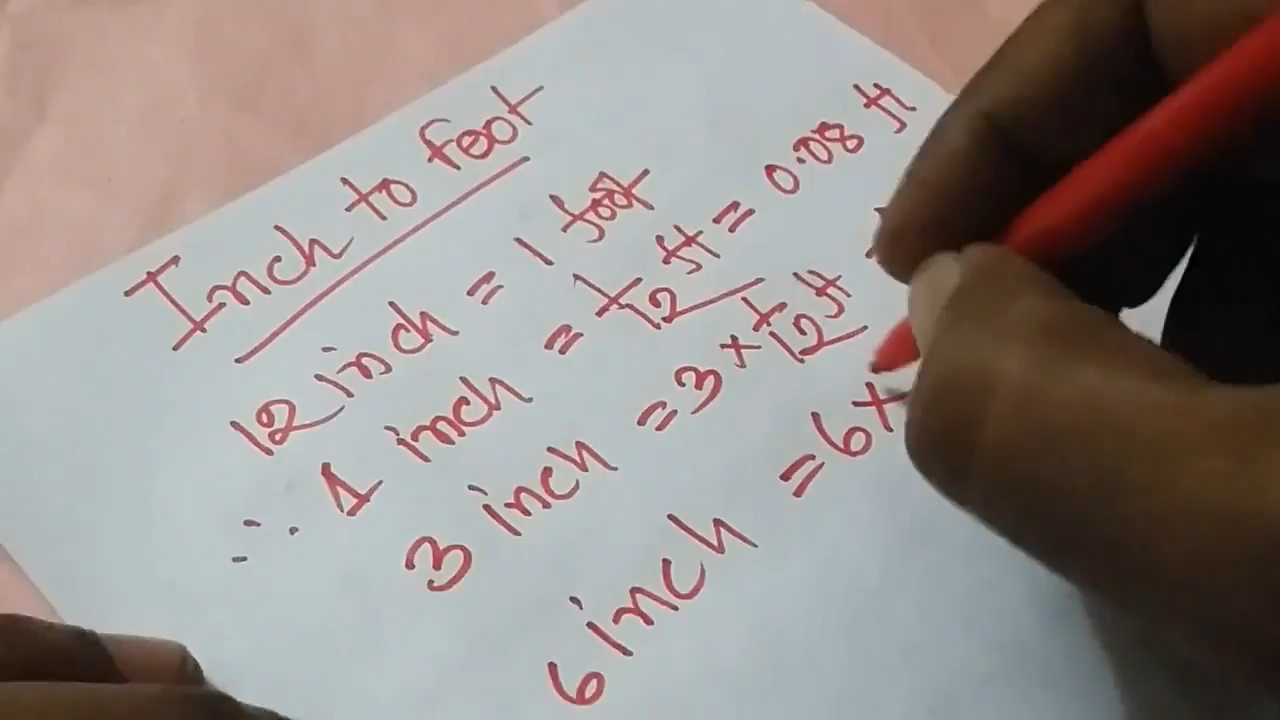 Inch to foot
12 inch = 1 foot
∴ 1 inch = 1/12 ft = 0.08 ft
3 inch = 3 × 1/12 ft
6 inch = 6 ×